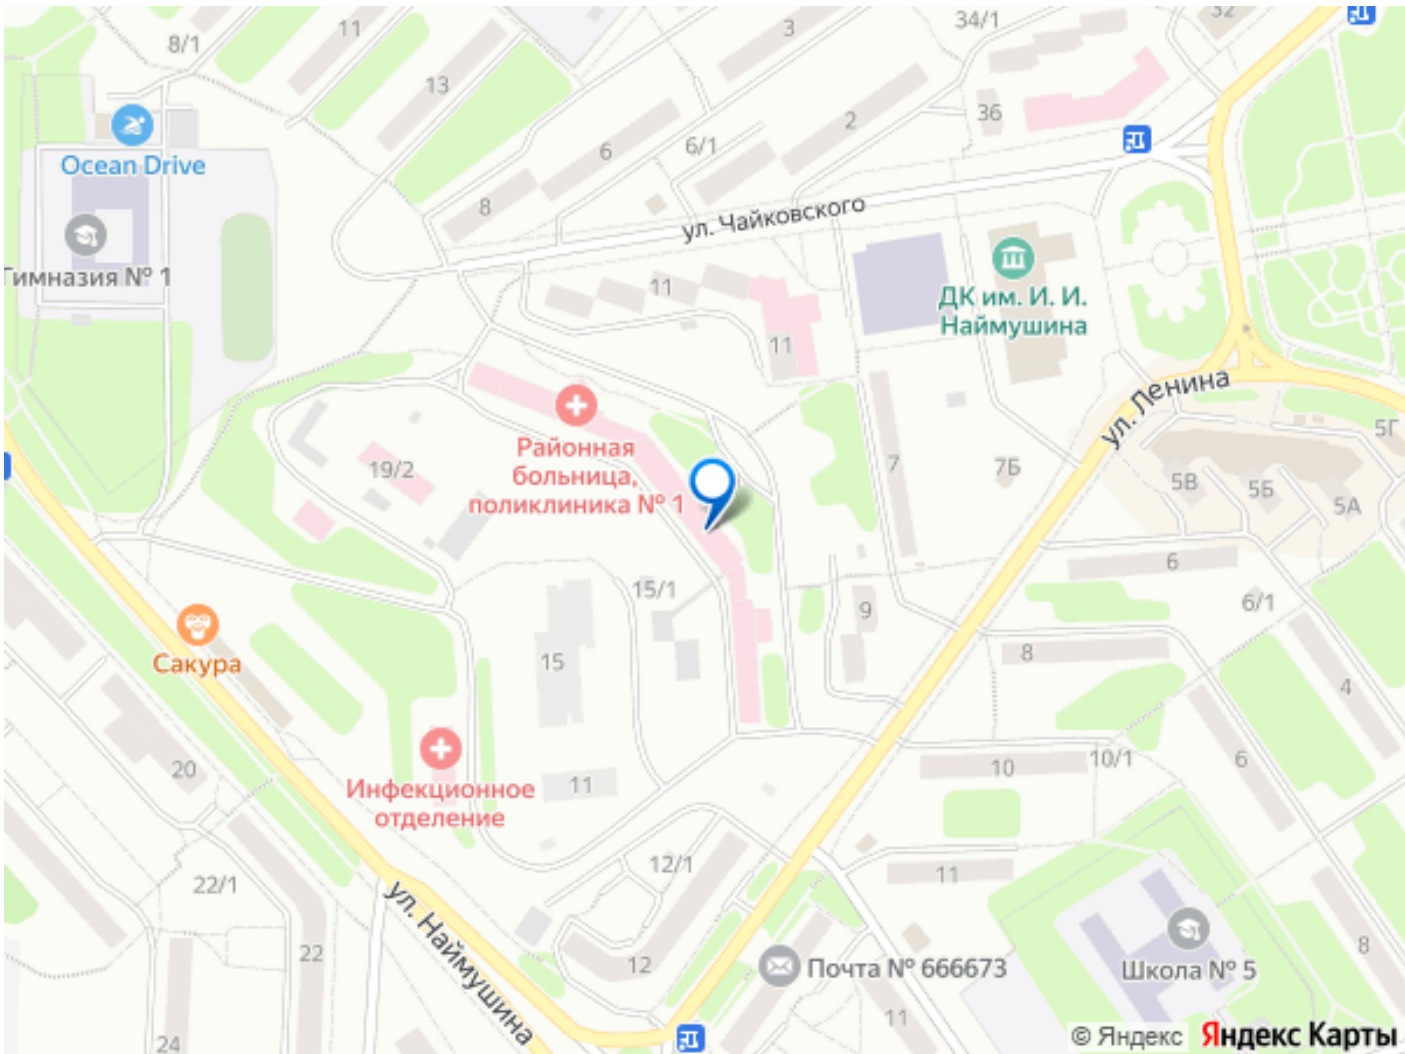 34/1
32
11
3
8/1
13
36
2
6/1
6
Ocean Drive
8
ул. Чайковского
Гимназия № 1
11
ДК им. И. И.
Наймушина
11
ул. Ленина
5Г
Районная
больница,
поликлиника № 1
19/2
7
7Б
5В
5Б
5А
6
15/1
9
6/1
Сакура
15
8
4
20
Инфекционное
отделение
11
10
10/1
6
12/1
11
22/1
ул. Наймушина
22
12
Почта № 666673
Школа № 5
8
11
24
© Яндекс Яндекс Карты